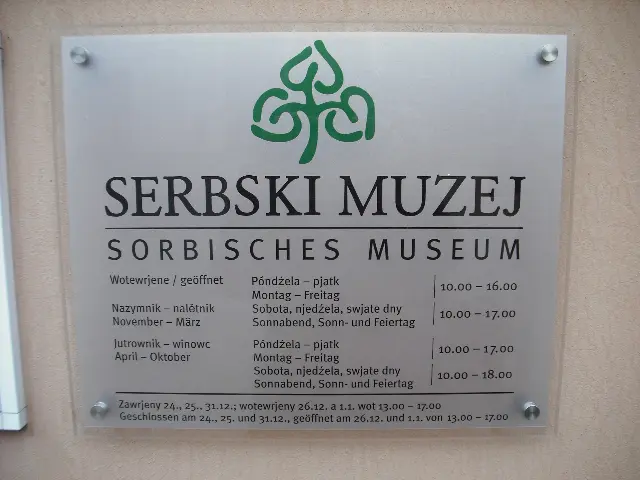 SERBSKI MUZEJ
SORBISCHES MUSEUM
Wotewrjene / geöffnet
Póndźela – pjatk
Montag – Freitag
10.00 – 16.00
Nazymnik – nalětnik
November – März
Sobota, njedźela, swjate dny
Sonnabend, Sonn- und Feiertag
10.00 – 17.00
Jutrownik – winowc
April – Oktober
Póndźela – pjatk
Montag – Freitag
10.00 – 17.00
Sobota, njedźela, swjate dny
Sonnabend, Sonn- und Feiertag
10.00 – 18.00
Zawrjeny 24., 25., 31.12.; wotewrjeny 26.12. a 1.1. wot 13.00 – 17.00
Geschlossen am 24., 25. und 31.12., geöffnet am 26.12. und 1.1. von 13.00 – 17.00